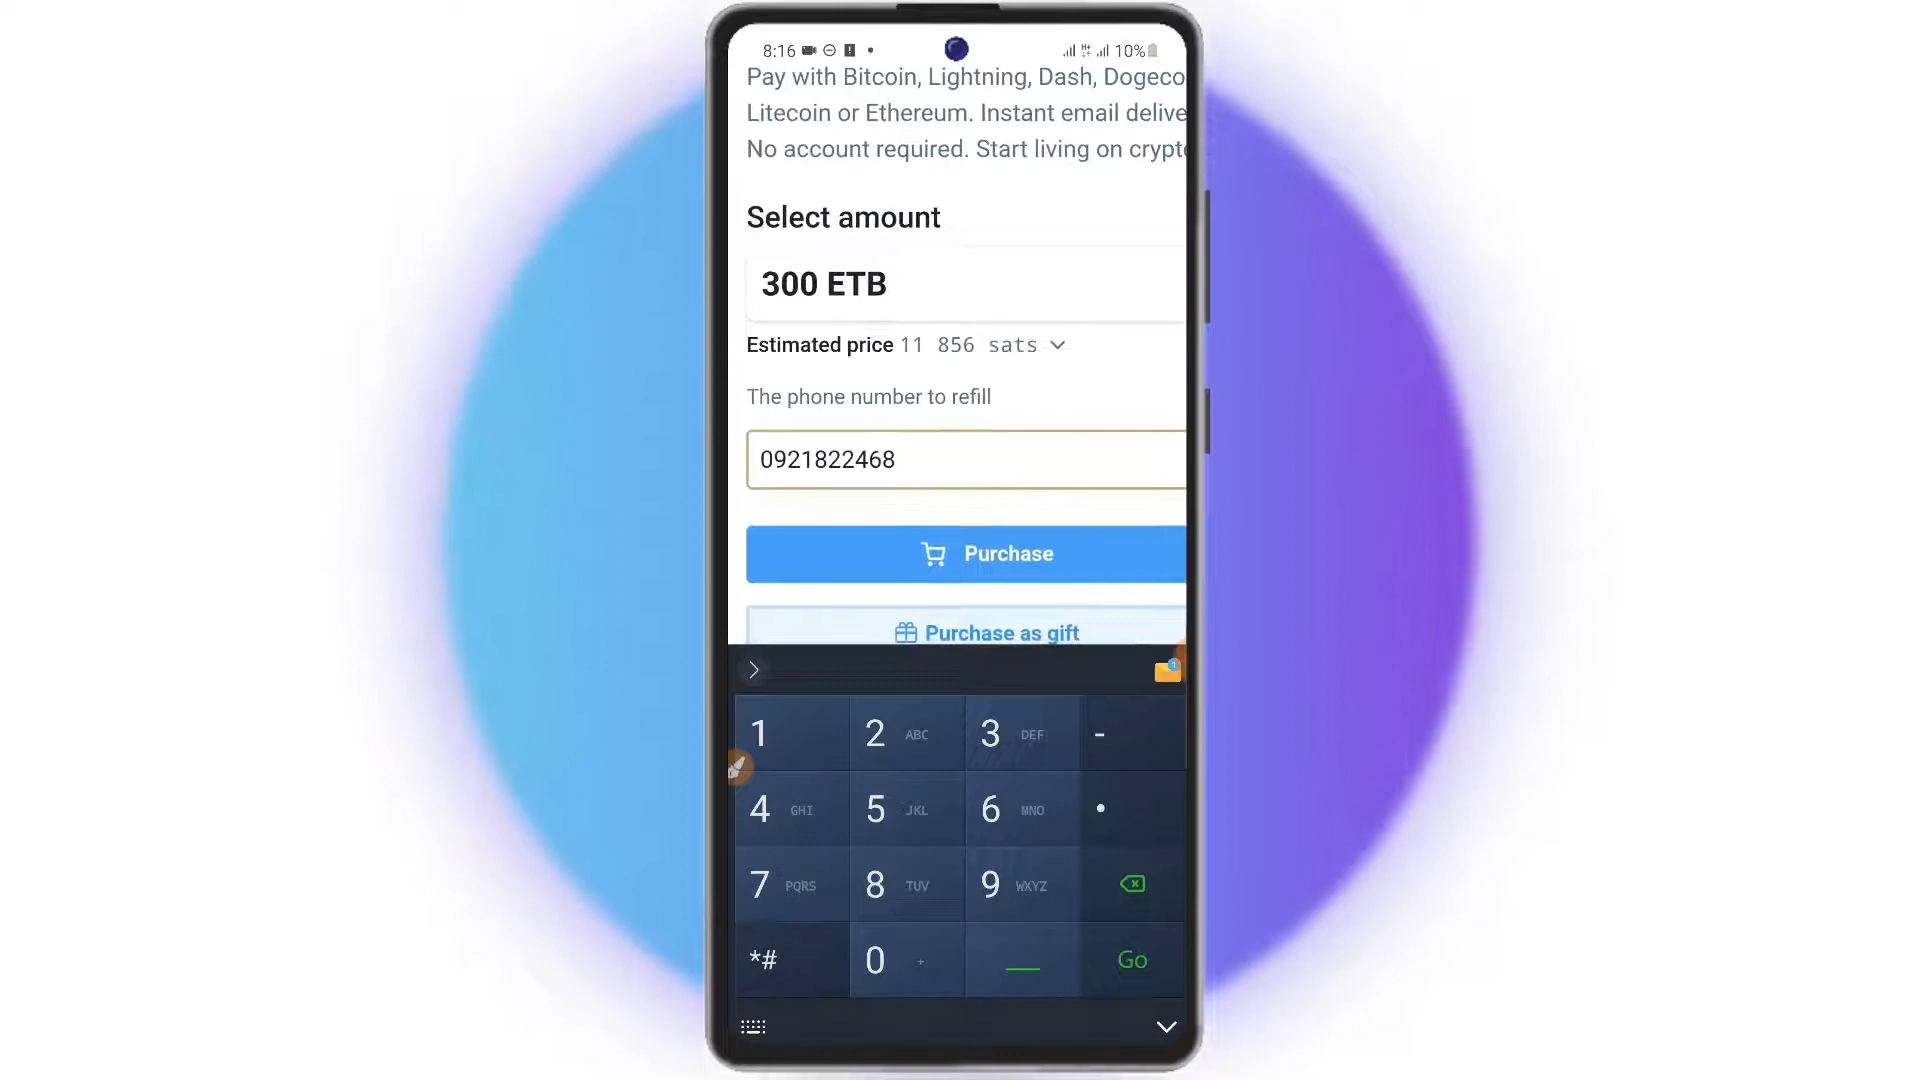 8:16 10%
Pay with Bitcoin, Lightning, Dash, Dogeco
Litecoin or Ethereum. Instant email delive
No account required. Start living on crypto
Select amount
300 ETB
Estimated price 11 856 sats
The phone number to refill
0921822468
Purchase
Purchase as gift
1
1 2 ABC 3 DEF -
4 GHI 5 JKL 6 MNO •
7 PQRS 8 TUV 9 WXYZ
*# 0 + Go